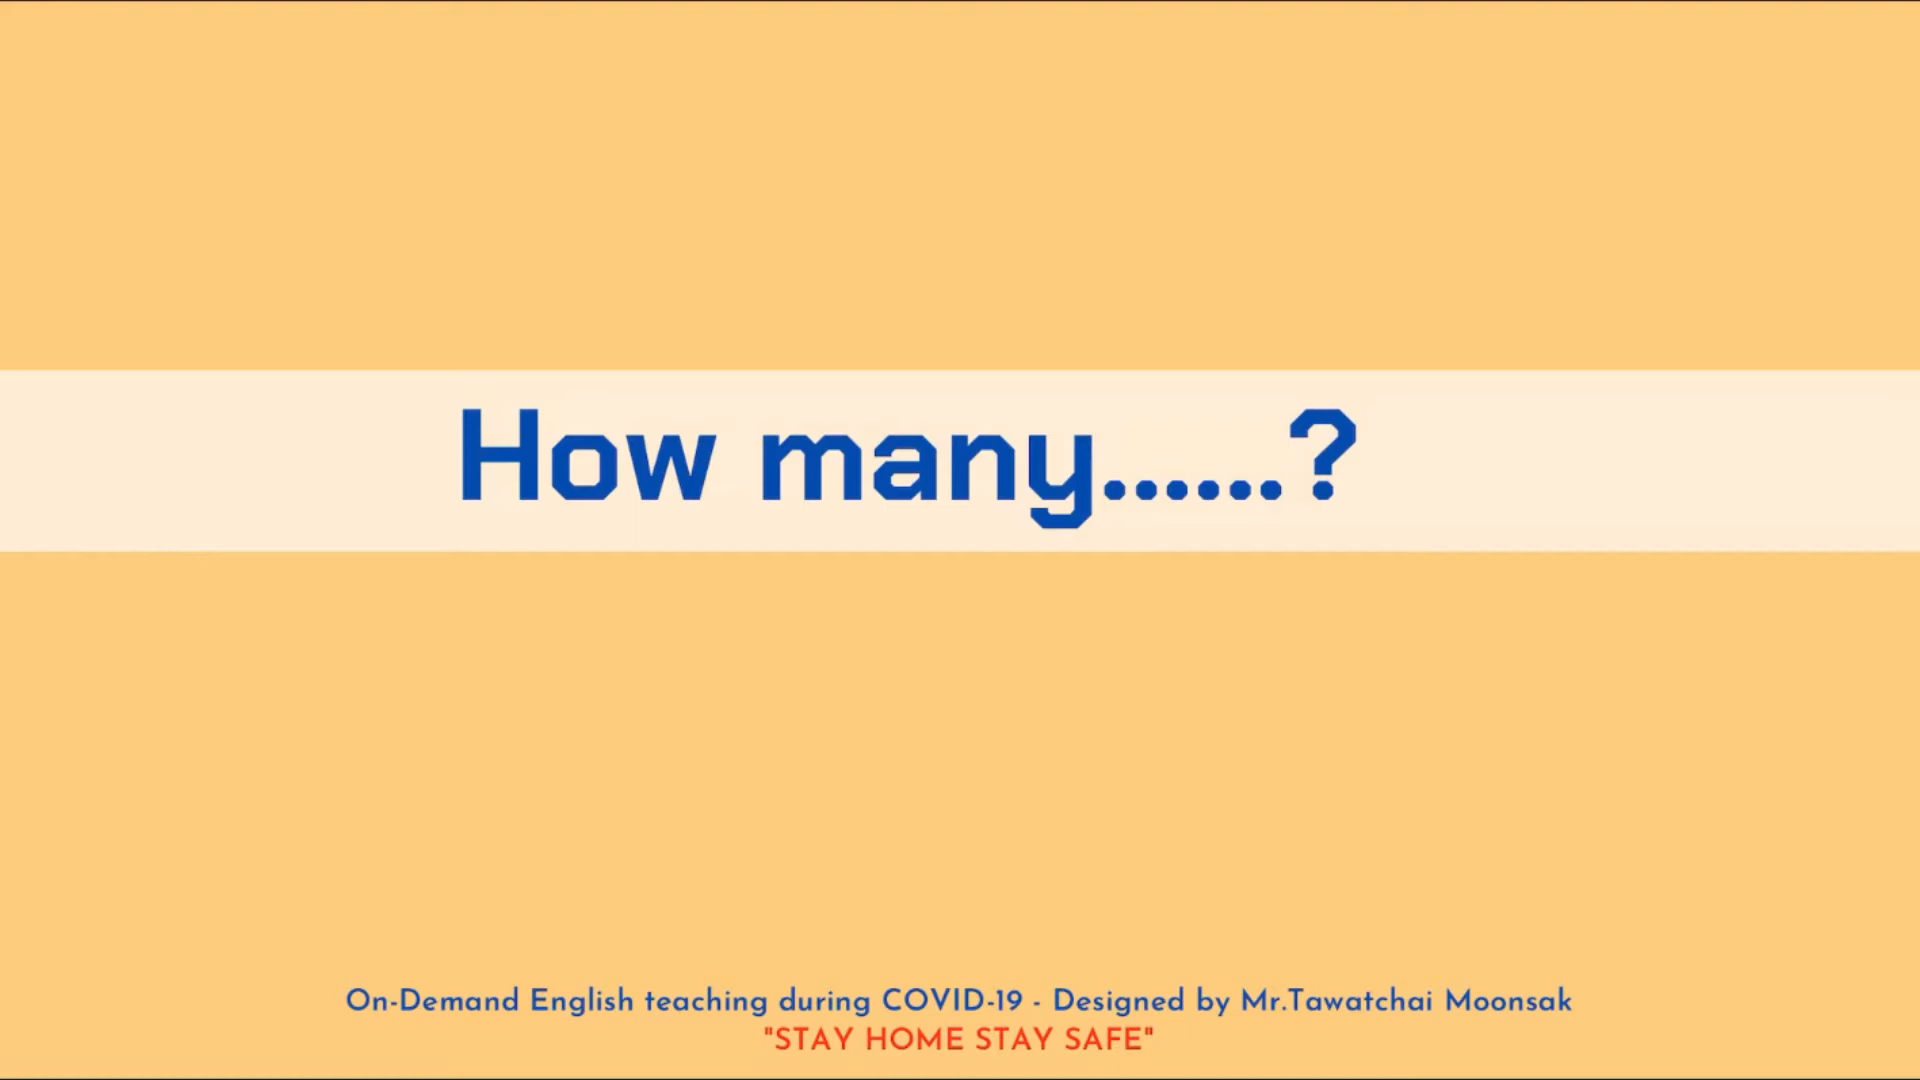 How many......?
On-Demand English teaching during COVID-19 - Designed by Mr.Tawatchai Moonsak
"STAY HOME STAY SAFE"